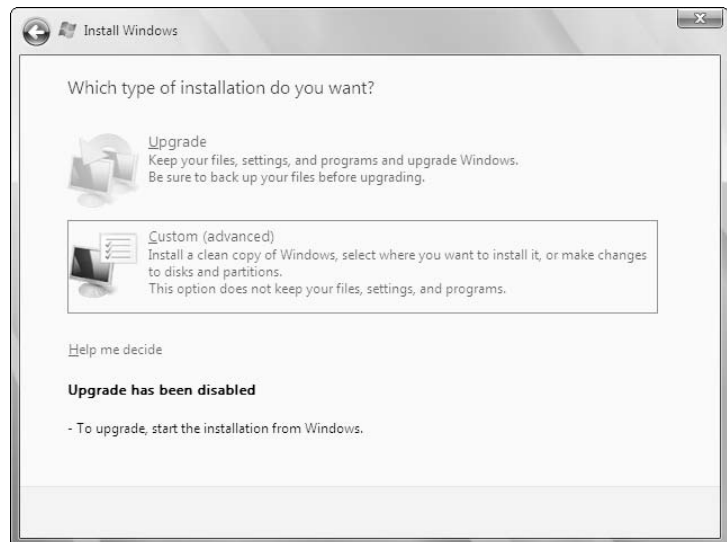 Install Windows
Which type of installation do you want?
Upgrade
Keep your files, settings, and programs and upgrade Windows.
Be sure to back up your files before upgrading.
Custom (advanced)
Install a clean copy of Windows, select where you want to install it, or make changes
to disks and partitions.
This option does not keep your files, settings, and programs.
Help me decide
Upgrade has been disabled
- To upgrade, start the installation from Windows.